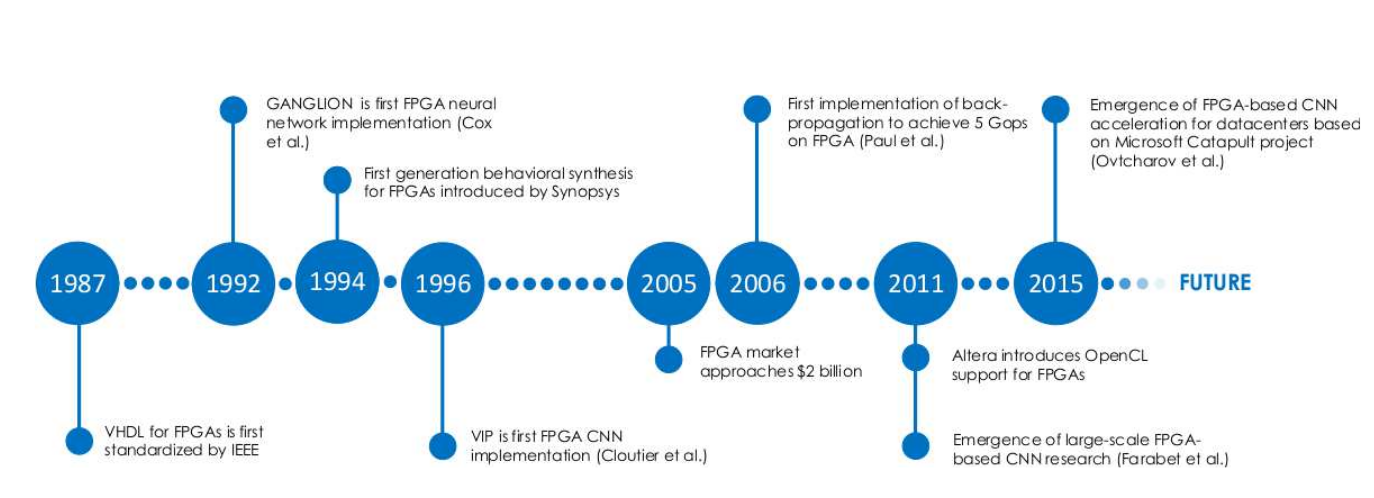 GANGLION is first FPGA neural
network implementation (Cox
et al.)
First generation behavioral synthesis
for FPGAs introduced by Synopsys
First implementation of back-
propagation to achieve 5 Gops
on FPGA (Paul et al.)
Emergence of FPGA-based CNN
acceleration for datacenters based
on Microsoft Catapult project
(Ovtcharov et al.)
1987
1992
1994
1996
2005
2006
2011
2015
FUTURE
VHDL for FPGAs is first
standardized by IEEE
VIP is first FPGA CNN
implementation (Cloutier et al.)
FPGA market
approaches $2 billion
Altera introduces OpenCL
support for FPGAs
Emergence of large-scale FPGA-
based CNN research (Farabet et al.)